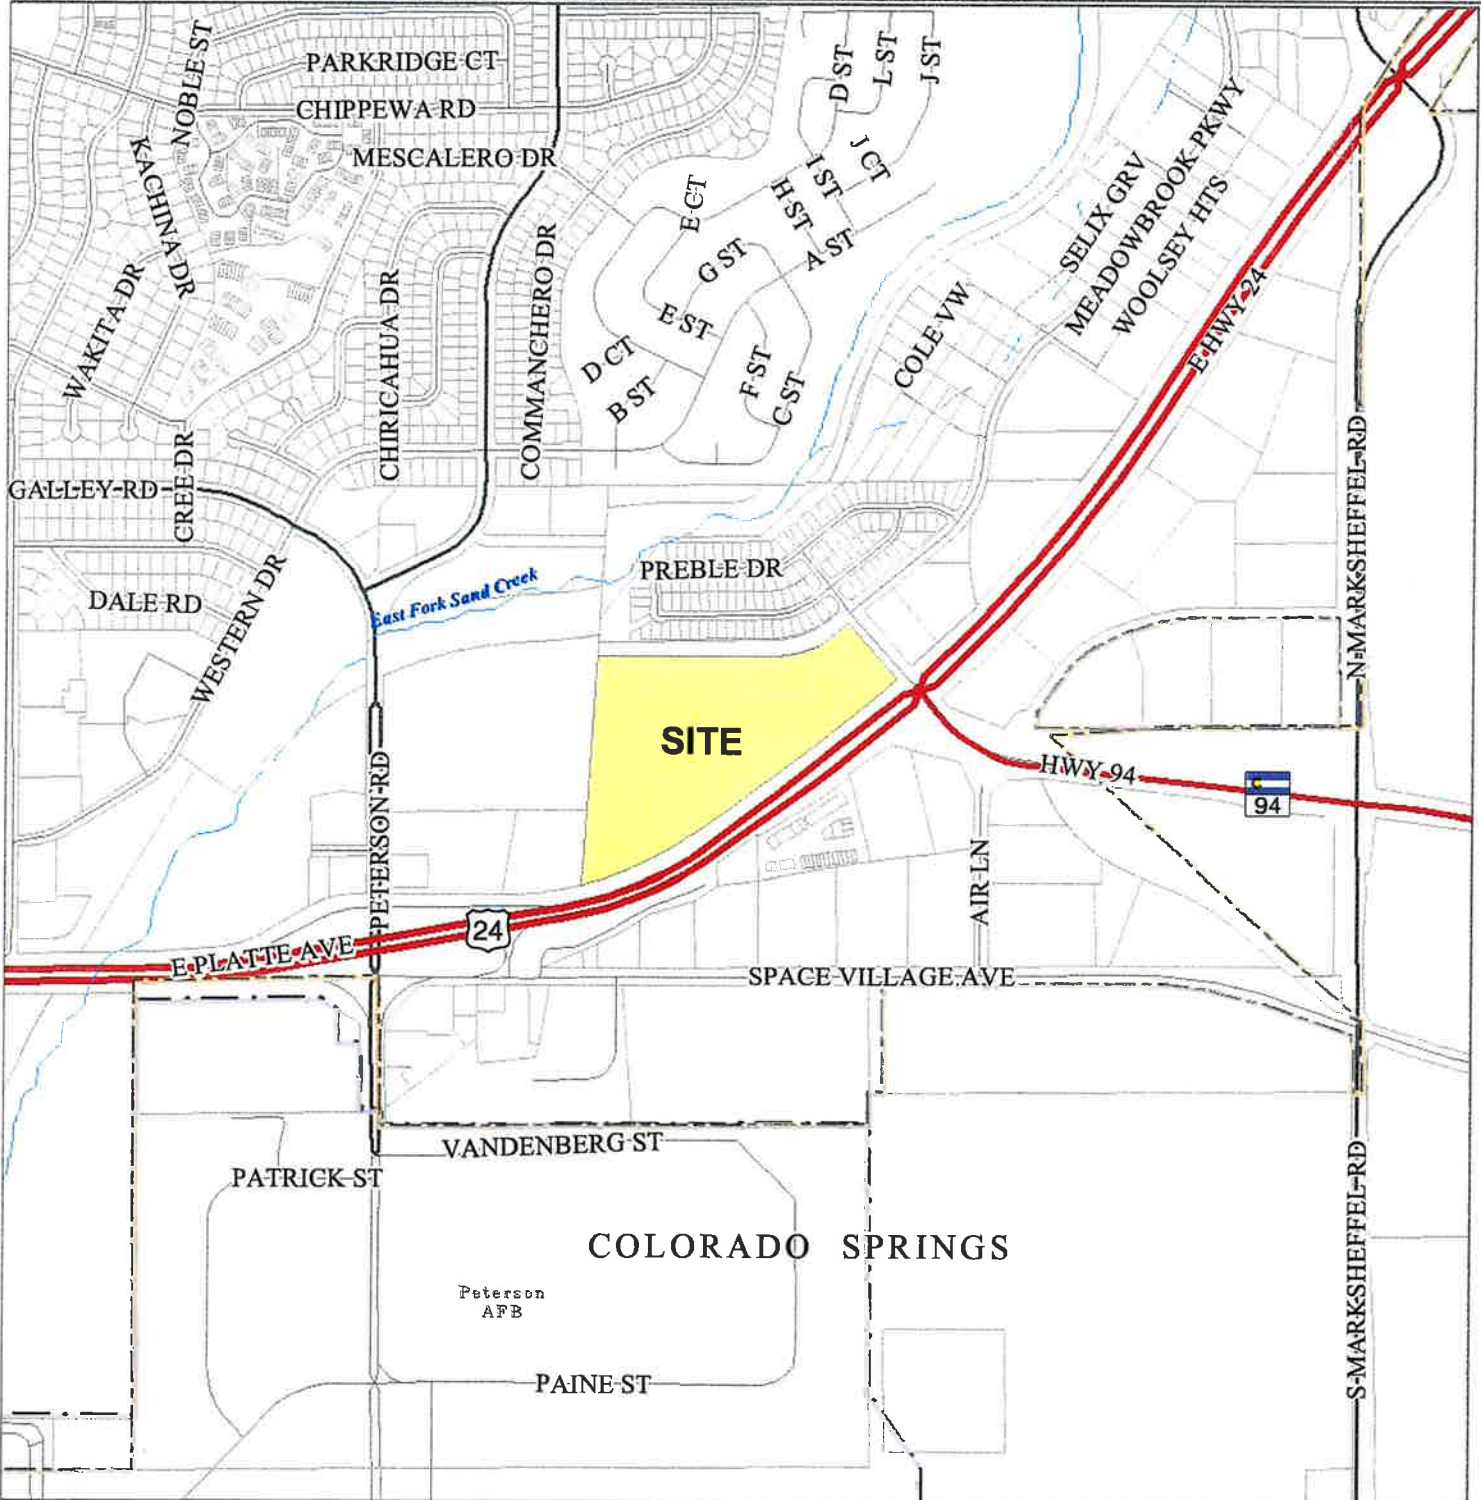 NOBLE ST
PARKRIDGE CT
CHIPPEWA RD
MESCALERO DR
KACHINA DR
WAKITA DR
CHIRICAHUA DR
COMMANCHERO DR
D ST
L ST
J ST
I ST
J CT
H ST
E CT
G ST
A ST
E ST
D CT
B ST
F ST
C ST
COLE VW
SELIX GRV
MEADOWBROOK PKWY
WOOLSEY HTS
E HWY 24
N MARKSHEFFEL RD
GALLEY RD
CREE DR
WESTERN DR
DALE RD
East Fork Sand Creek
PREBLE DR
SITE
HWY 94
94
PETERSON RD
AIR LN
24
E PLATTE AVE
SPACE VILLAGE AVE
VANDENBERG ST
PATRICK ST
COLORADO SPRINGS
Peterson
AFB
PAINE ST
S MARKSHEFFEL RD